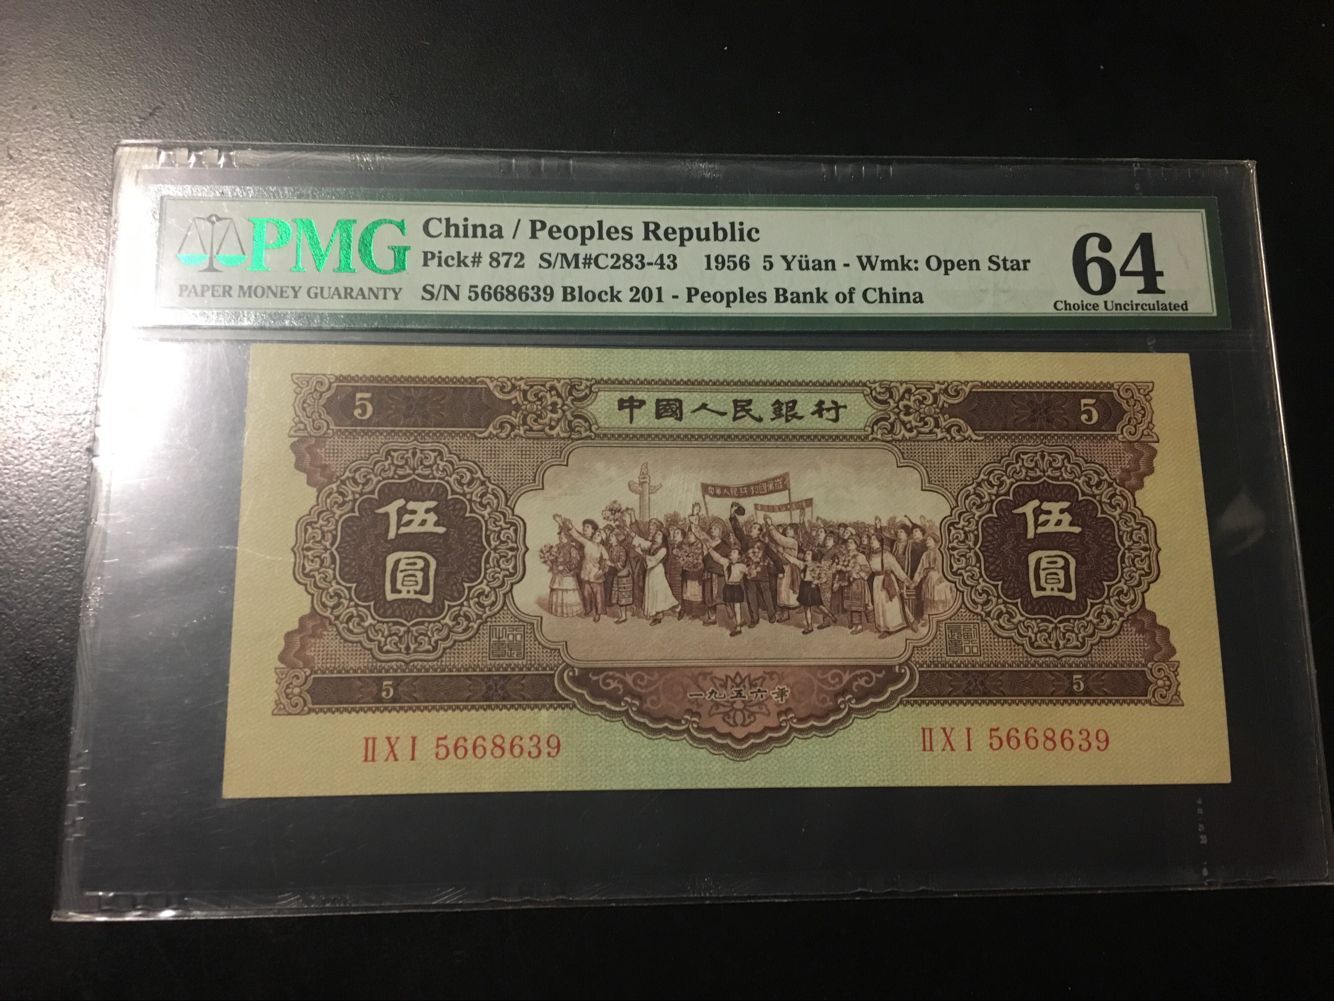 PMG
PAPER MONEY GUARANTY
China / Peoples Republic
Pick# 872 S/M#C283-43 1956 5 Yüan - Wmk: Open Star
S/N 5668639 Block 201 - Peoples Bank of China
64
Choice Uncirculated
5 中國人民銀行 5
伍圓
伍圓
5 一九五六年 5
II X I 5668639
II X I 5668639